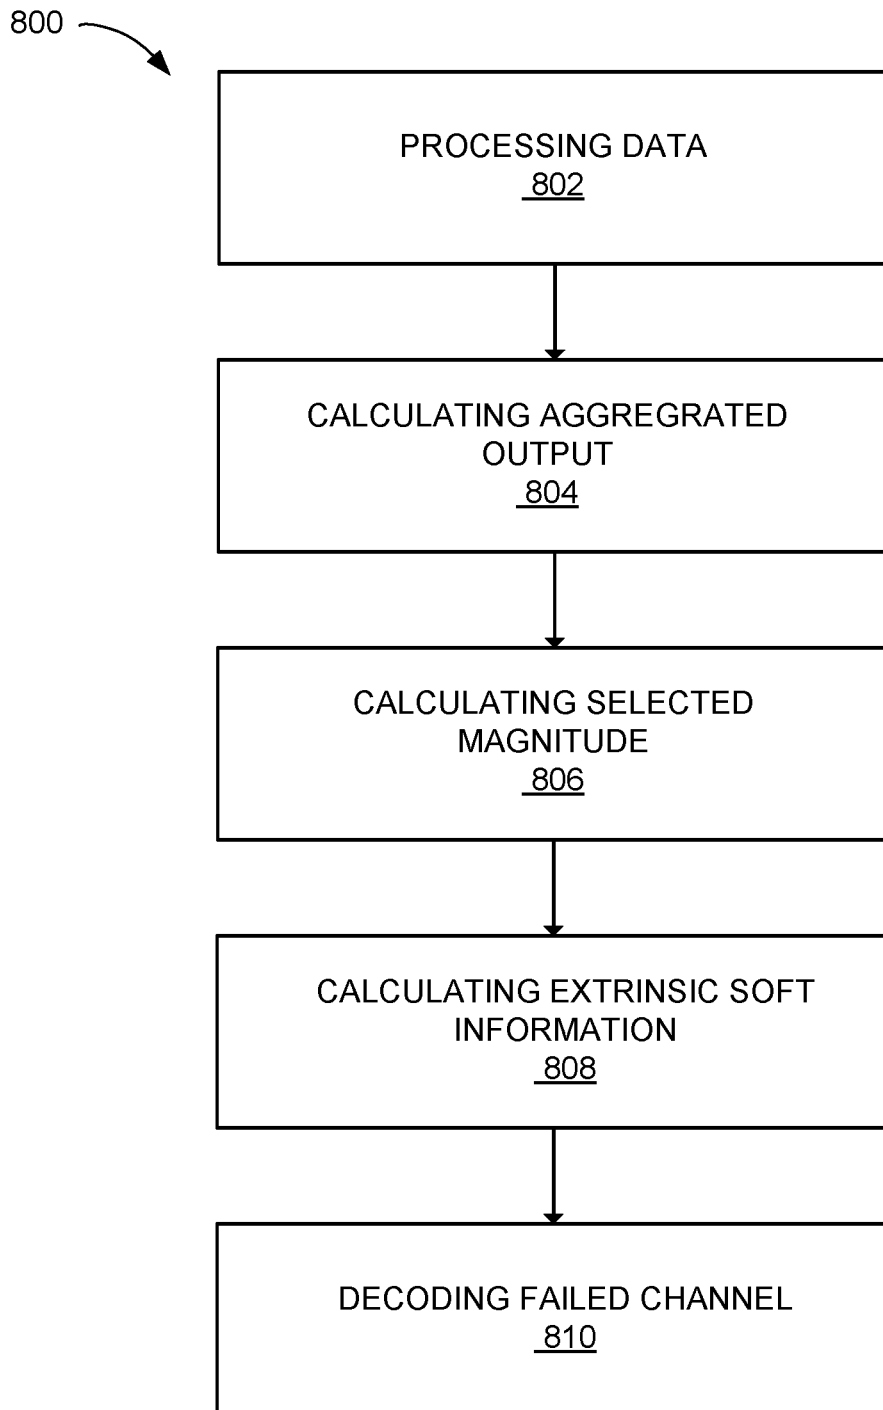 800
PROCESSING DATA
802
CALCULATING AGGREGRATED
OUTPUT
804
CALCULATING SELECTED
MAGNITUDE
806
CALCULATING EXTRINSIC SOFT
INFORMATION
808
DECODING FAILED CHANNEL
810